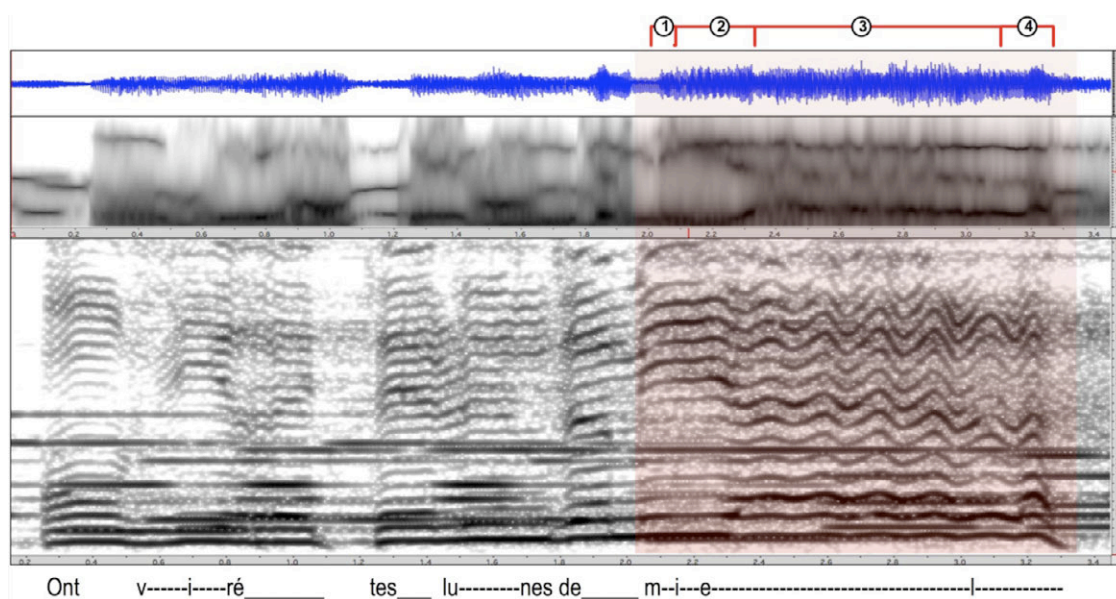 ① ② ③ ④
0.2 0.4 0.6 0.8 1.0 1.2 1.4 1.6 1.8 2.0 2.2 2.4 2.6 2.8 3.0 3.2 3.4
0.2 0.4 0.6 0.8 1.0 1.2 1.4 1.6 1.8 2.0 2.2 2.4 2.6 2.8 3.0 3.2 3.4
Ont v------i-----ré________ tes___ lu---------nes de______ m--i---e-------------------------------------l-------------